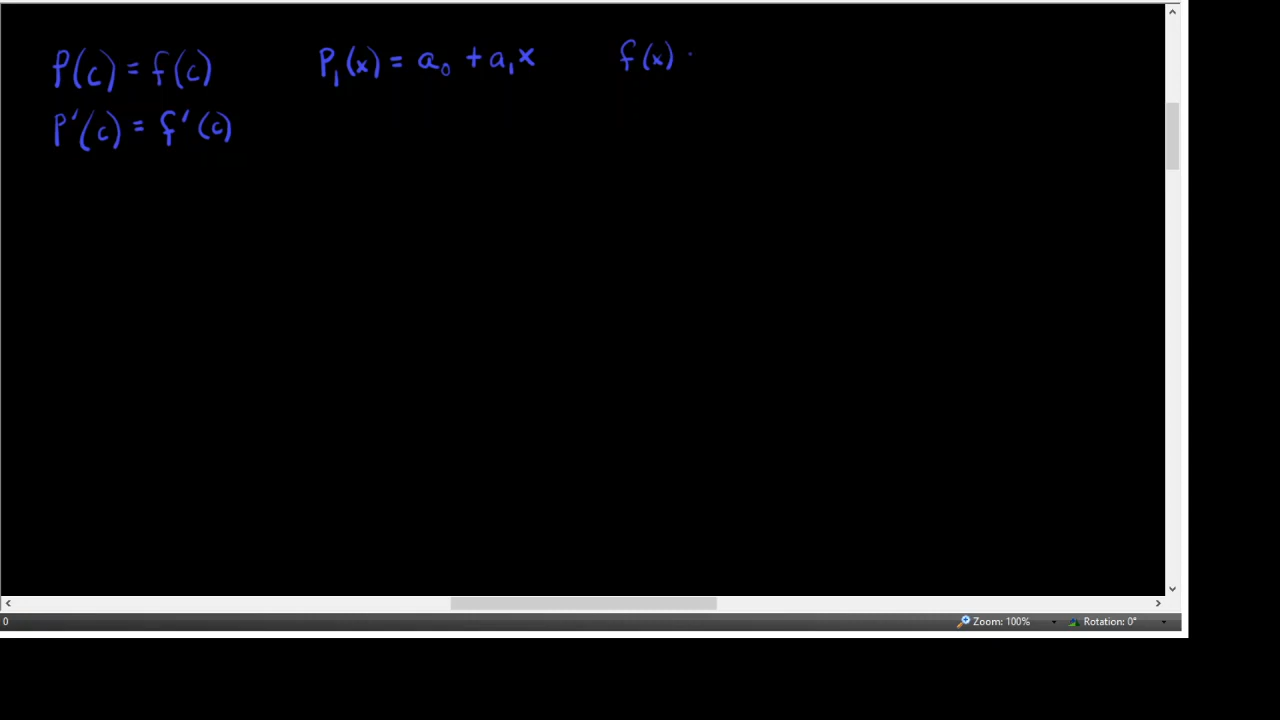 P(c) = f(c) P₁(x) = a₀ + a₁x f(x)
P'(c) = f'(c)
0 Zoom: 100% Rotation: 0°